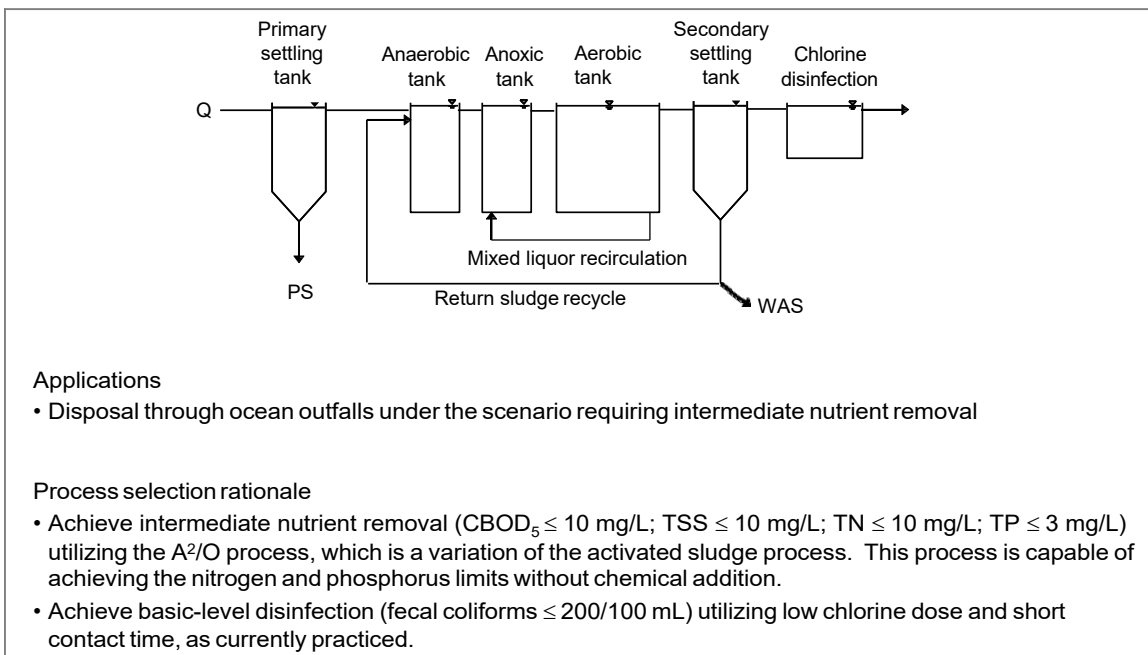 Primary
settling
tank
Anaerobic
tank
Anoxic
tank
Aerobic
tank
Secondary
settling
tank
Chlorine
disinfection
Q
Mixed liquor recirculation
PS
Return sludge recycle
WAS
Applications
• Disposal through ocean outfalls under the scenario requiring intermediate nutrient removal
Process selection rationale
• Achieve intermediate nutrient removal (CBOD₅ ≤ 10 mg/L; TSS ≤ 10 mg/L; TN ≤ 10 mg/L; TP ≤ 3 mg/L)
utilizing the A²/O process, which is a variation of the activated sludge process. This process is capable of
achieving the nitrogen and phosphorus limits without chemical addition.
• Achieve basic-level disinfection (fecal coliforms ≤ 200/100 mL) utilizing low chlorine dose and short
contact time, as currently practiced.